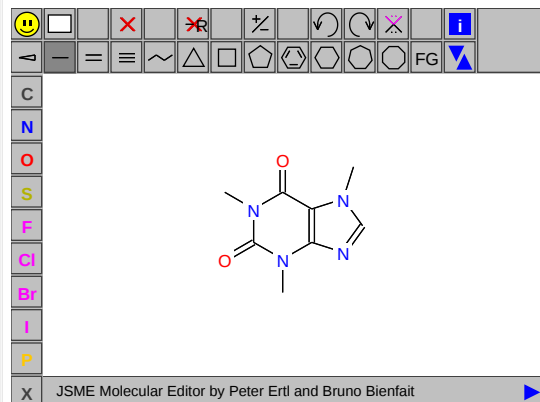 R
+/-
i
FG
C
N
O
S
F
Cl
Br
I
P
X
O
N
N
O
N
N
JSME Molecular Editor by Peter Ertl and Bruno Bienfait